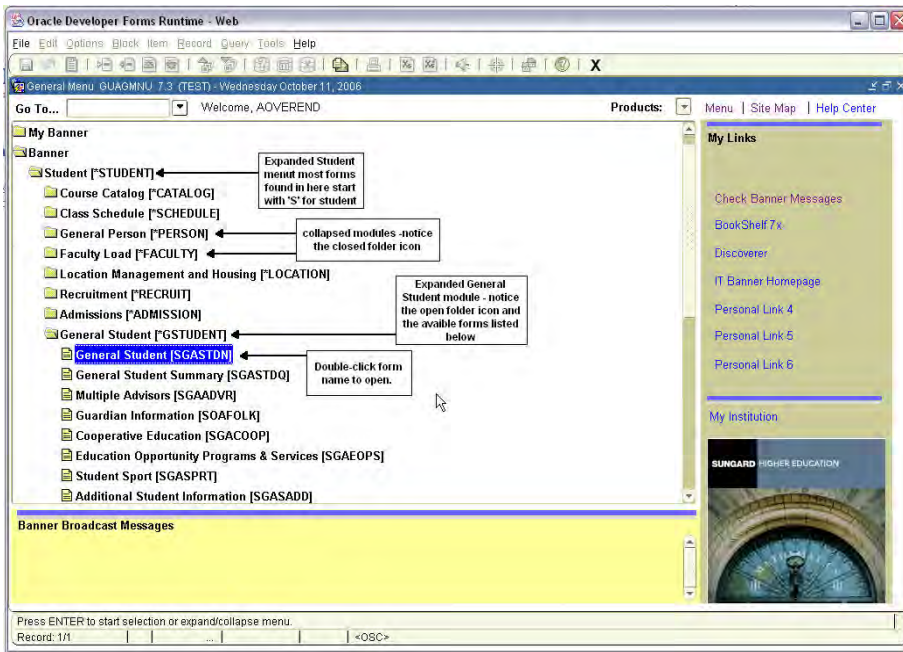 Oracle Developer Forms Runtime - Web
File Edit Options Block Item Record Query Tools Help
X
General Menu GUAGMNU 7.3 (TEST) - Wednesday October 11, 2006
Go To... Welcome, AOVEREND Products: Menu | Site Map | Help Center
My Banner
Banner
Student [*STUDENT]
Course Catalog [*CATALOG]
Class Schedule [*SCHEDULE]
General Person [*PERSON]
Faculty Load [*FACULTY]
Location Management and Housing [*LOCATION]
Recruitment [*RECRUIT]
Admissions [*ADMISSION]
General Student [*GSTUDENT]
General Student [SGASTDN]
General Student Summary [SGASTDQ]
Multiple Advisors [SGAADVR]
Guardian Information [SOAFOLK]
Cooperative Education [SGACOOP]
Education Opportunity Programs & Services [SGAEOPS]
Student Sport [SGASPRT]
Additional Student Information [SGASADD]
Expanded Student
menut most forms
found in here start
with 'S' for student
collapsed modules -notice
the closed folder icon
Expanded General
Student module - notice
the open folder icon and
the avaible forms listed
below
Double-click form
name to open.
My Links
Check Banner Messages
BookShelf 7x
Discoverer
IT Banner Homepage
Personal Link 4
Personal Link 5
Personal Link 6
My Institution
SUNGARD HIGHER EDUCATION
Banner Broadcast Messages
Press ENTER to start selection or expand/collapse menu.
Record: 1/1 ... <OSC>